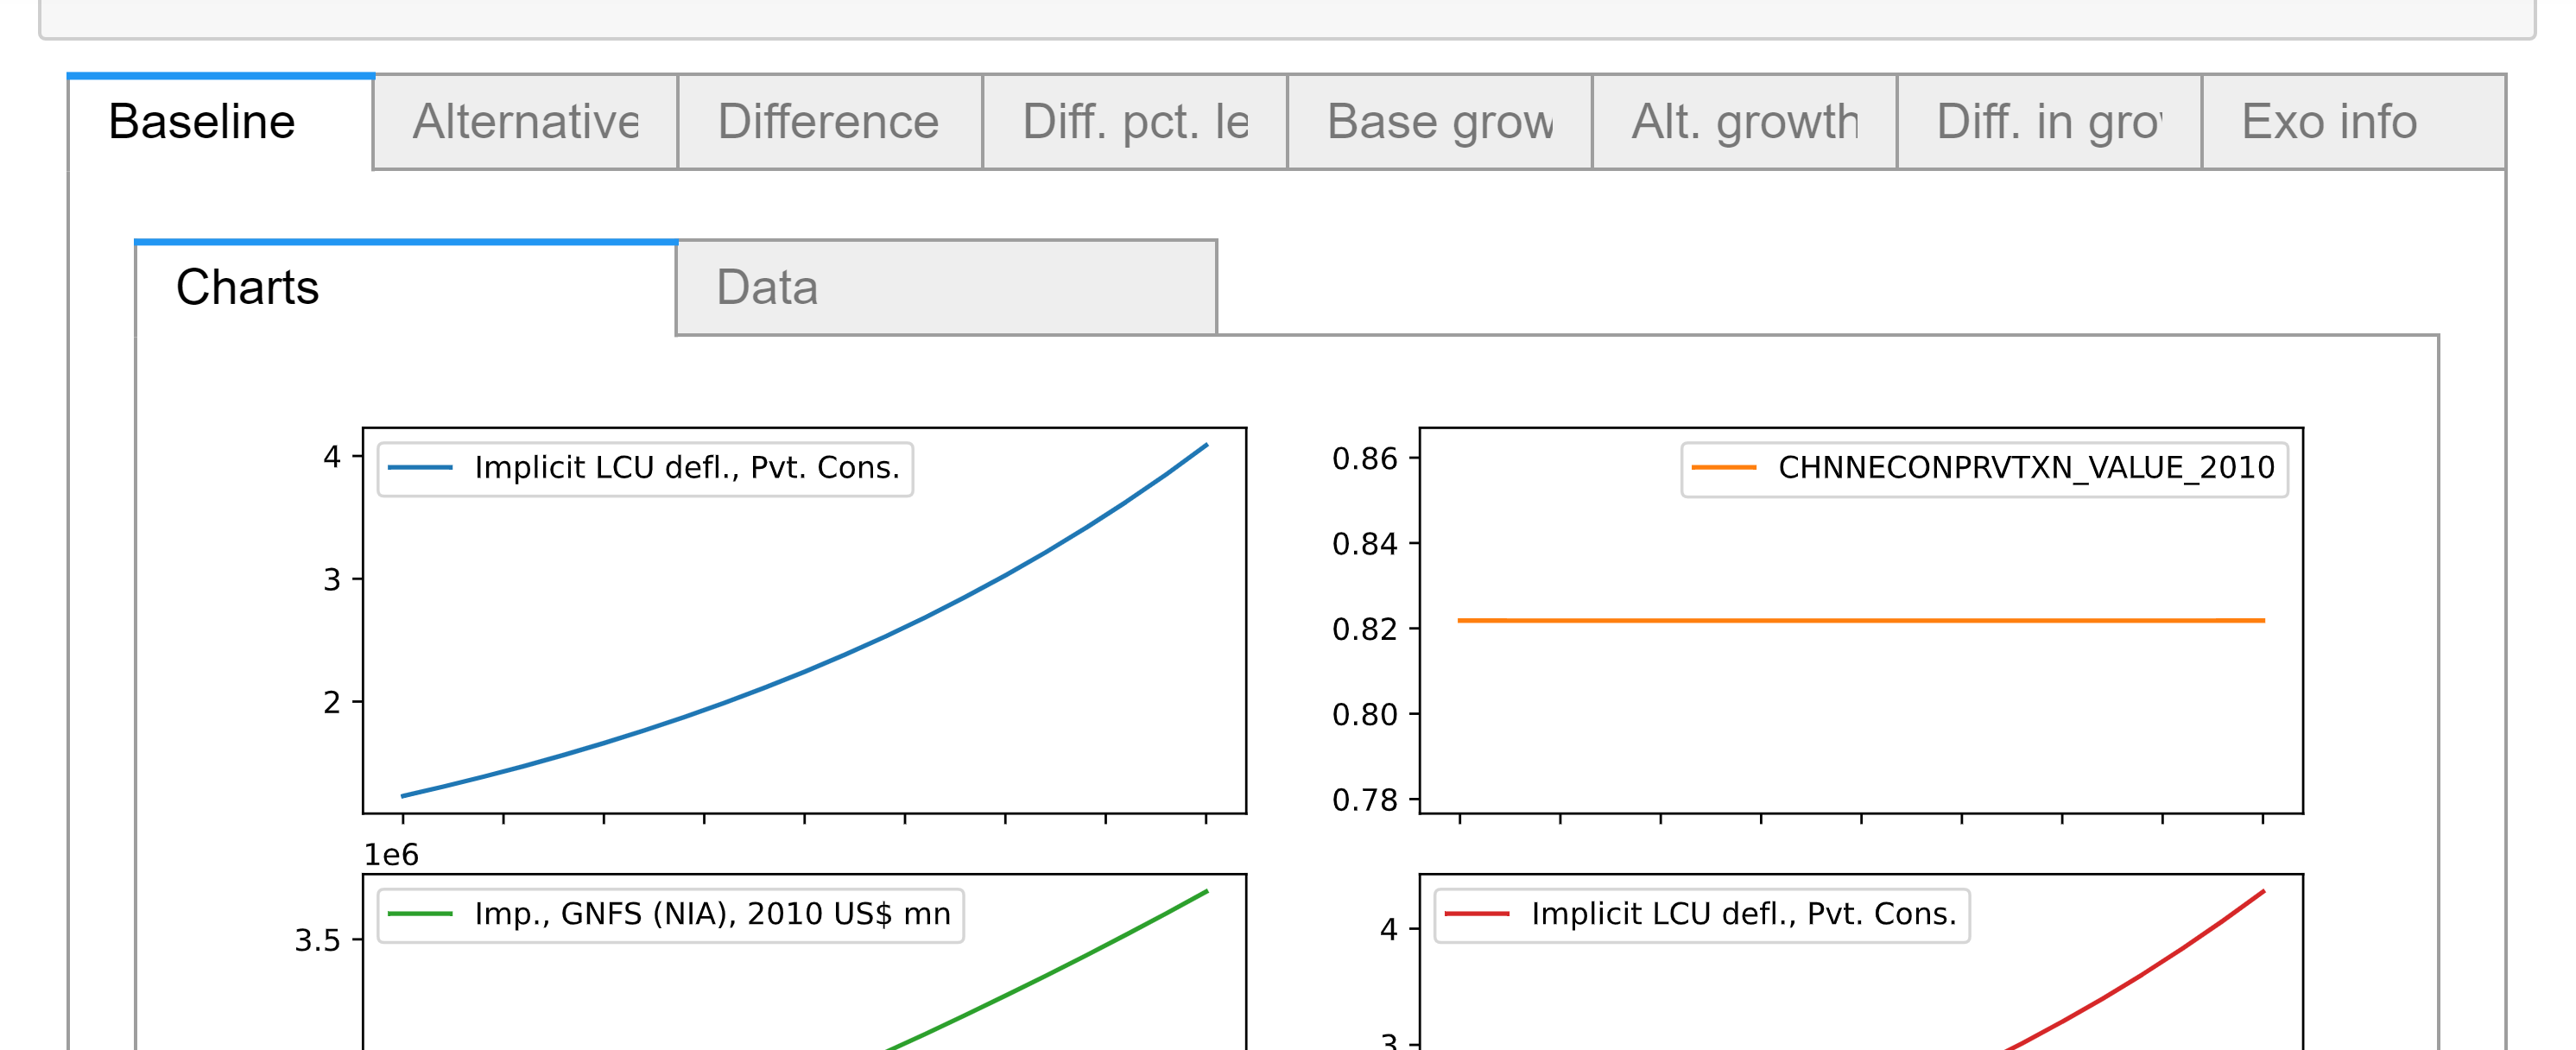 Baseline
Alternative
Difference
Diff. pct. le
Base grow
Alt. growth
Diff. in gro
Exo info
Charts
Data
Implicit LCU defl., Pvt. Cons.
4
3
2
CHNNECONPRVTXN_VALUE_2010
0.86
0.84
0.82
0.80
0.78
1e6
Imp., GNFS (NIA), 2010 US$ mn
3.5
Implicit LCU defl., Pvt. Cons.
4
3